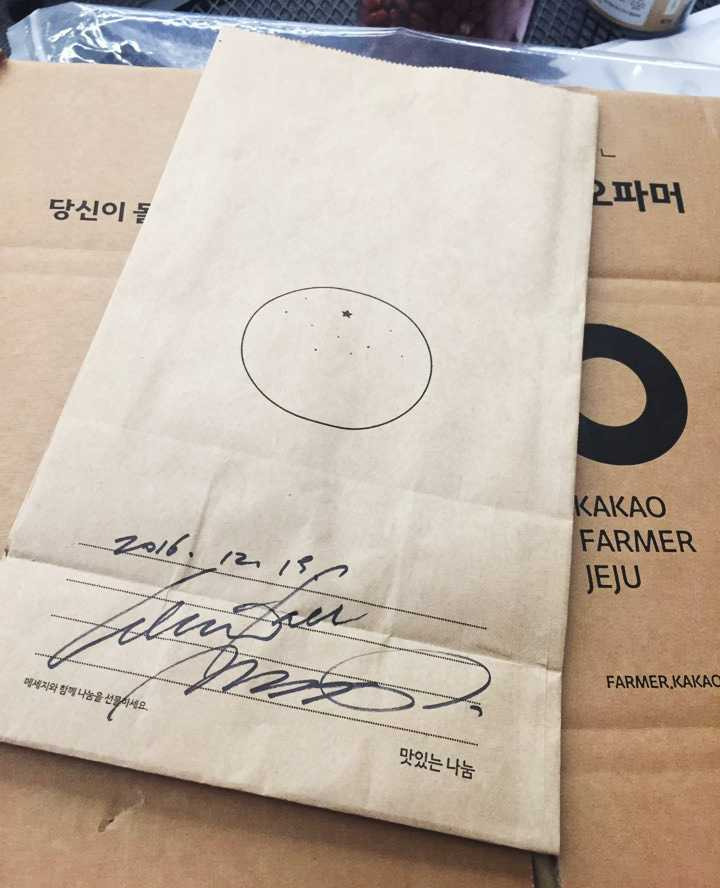 당신이 돌
오파머
KAKAO
FARMER
JEJU
FARMER.KAKAO
2016. 12. 19
메세지와 함께 나눔을 선물하세요.
맛있는 나눔